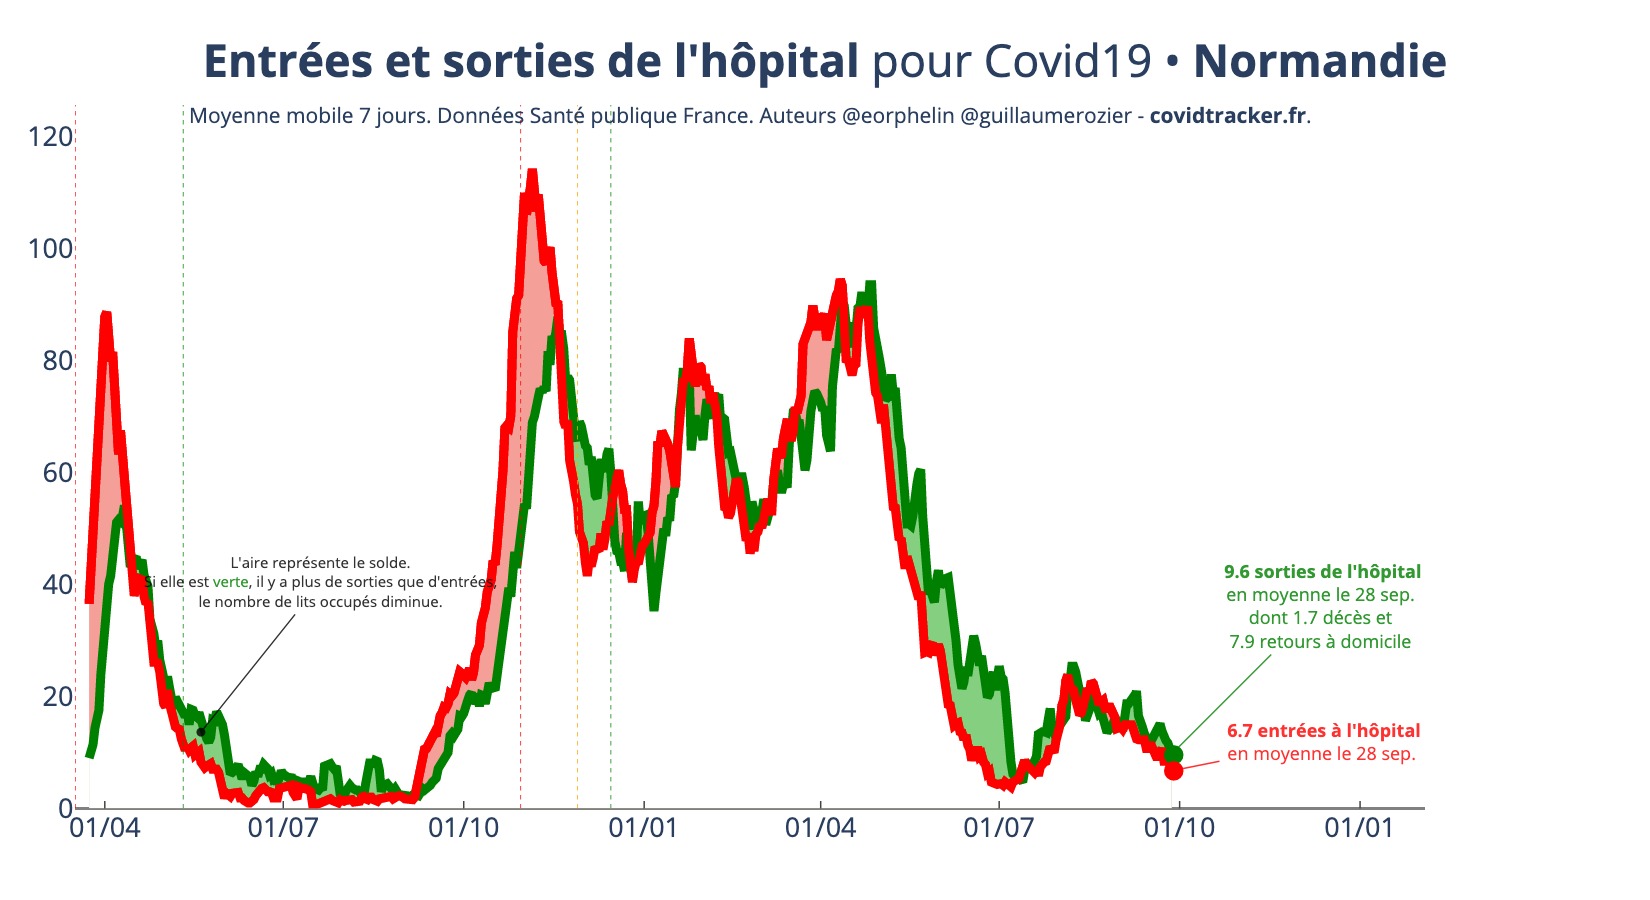 Entrées et sorties de l'hôpital pour Covid19 • Normandie
Moyenne mobile 7 jours. Données Santé publique France. Auteurs @eorphelin @guillaumerozier - covidtracker.fr.
120
100
80
60
40
20
0
L'aire représente le solde.
Si elle est verte, il y a plus de sorties que d'entrées,
le nombre de lits occupés diminue.
9.6 sorties de l'hôpital
en moyenne le 28 sep.
dont 1.7 décès et
7.9 retours à domicile
6.7 entrées à l'hôpital
en moyenne le 28 sep.
01/04 01/07 01/10 01/01 01/04 01/07 01/10 01/01